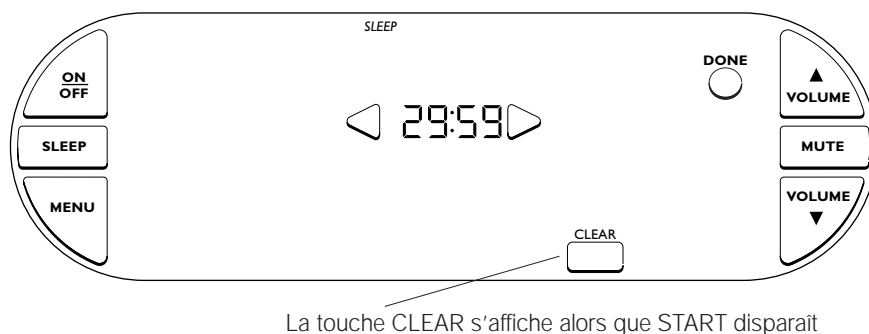 SLEEP
ON
OFF
DONE
▲
VOLUME
29:59
SLEEP
MUTE
MENU
VOLUME
▼
CLEAR
La touche CLEAR s’affiche alors que START disparaît